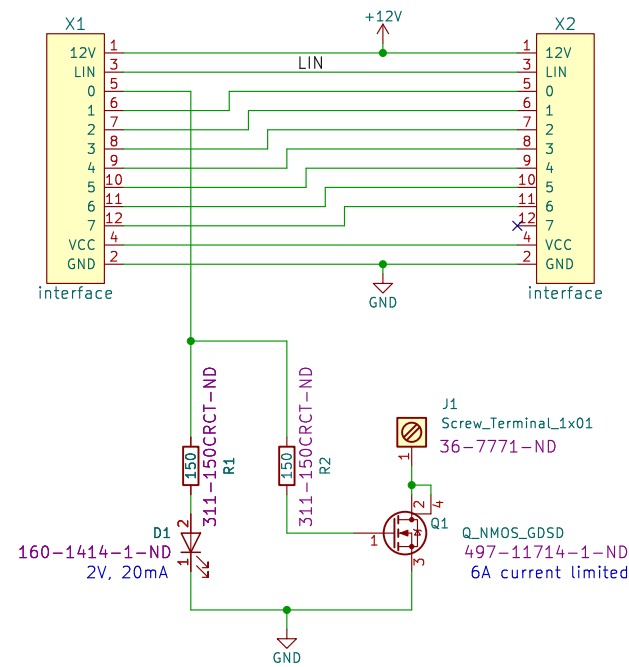 X1
X2
+12V
12V 1
1 12V
LIN 3
LIN
3 LIN
0 5
5 0
1 6
6 1
2 7
7 2
3 8
8 3
4 9
9 4
5 10
10 5
6 11
11 6
7 12
12 7
VCC 4
4 VCC
GND 2
2 GND
interface
interface
GND
150
R1
311-150CRCT-ND
150
R2
311-150CRCT-ND
J1
Screw_Terminal_1x01
36-7771-ND
1
2
4
Q1
1
3
Q_NMOS_GDSD
497-11714-1-ND
6A current limited
D1
2
1
160-1414-1-ND
2V, 20mA
GND